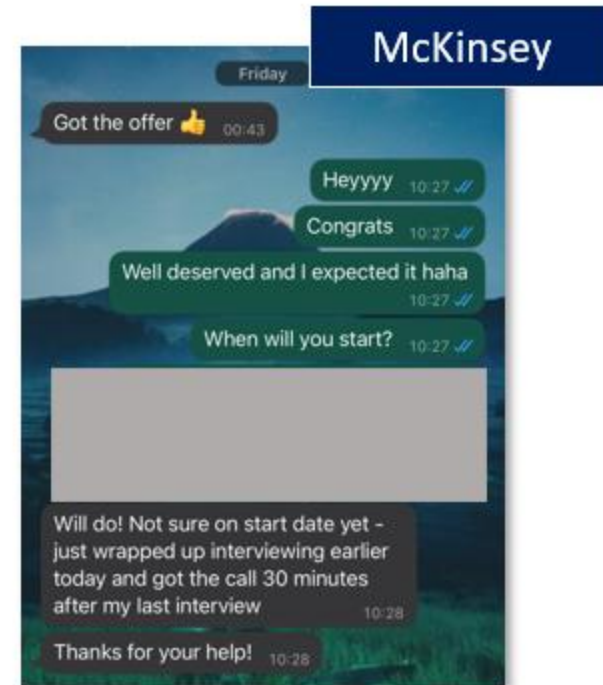 McKinsey
Friday
Got the offer 👍 00:43
Heyyyy 10:27
Congrats 10:27
Well deserved and I expected it haha
10:27
When will you start? 10:27
Will do! Not sure on start date yet -
just wrapped up interviewing earlier
today and got the call 30 minutes
after my last interview 10:28
Thanks for your help! 10:28